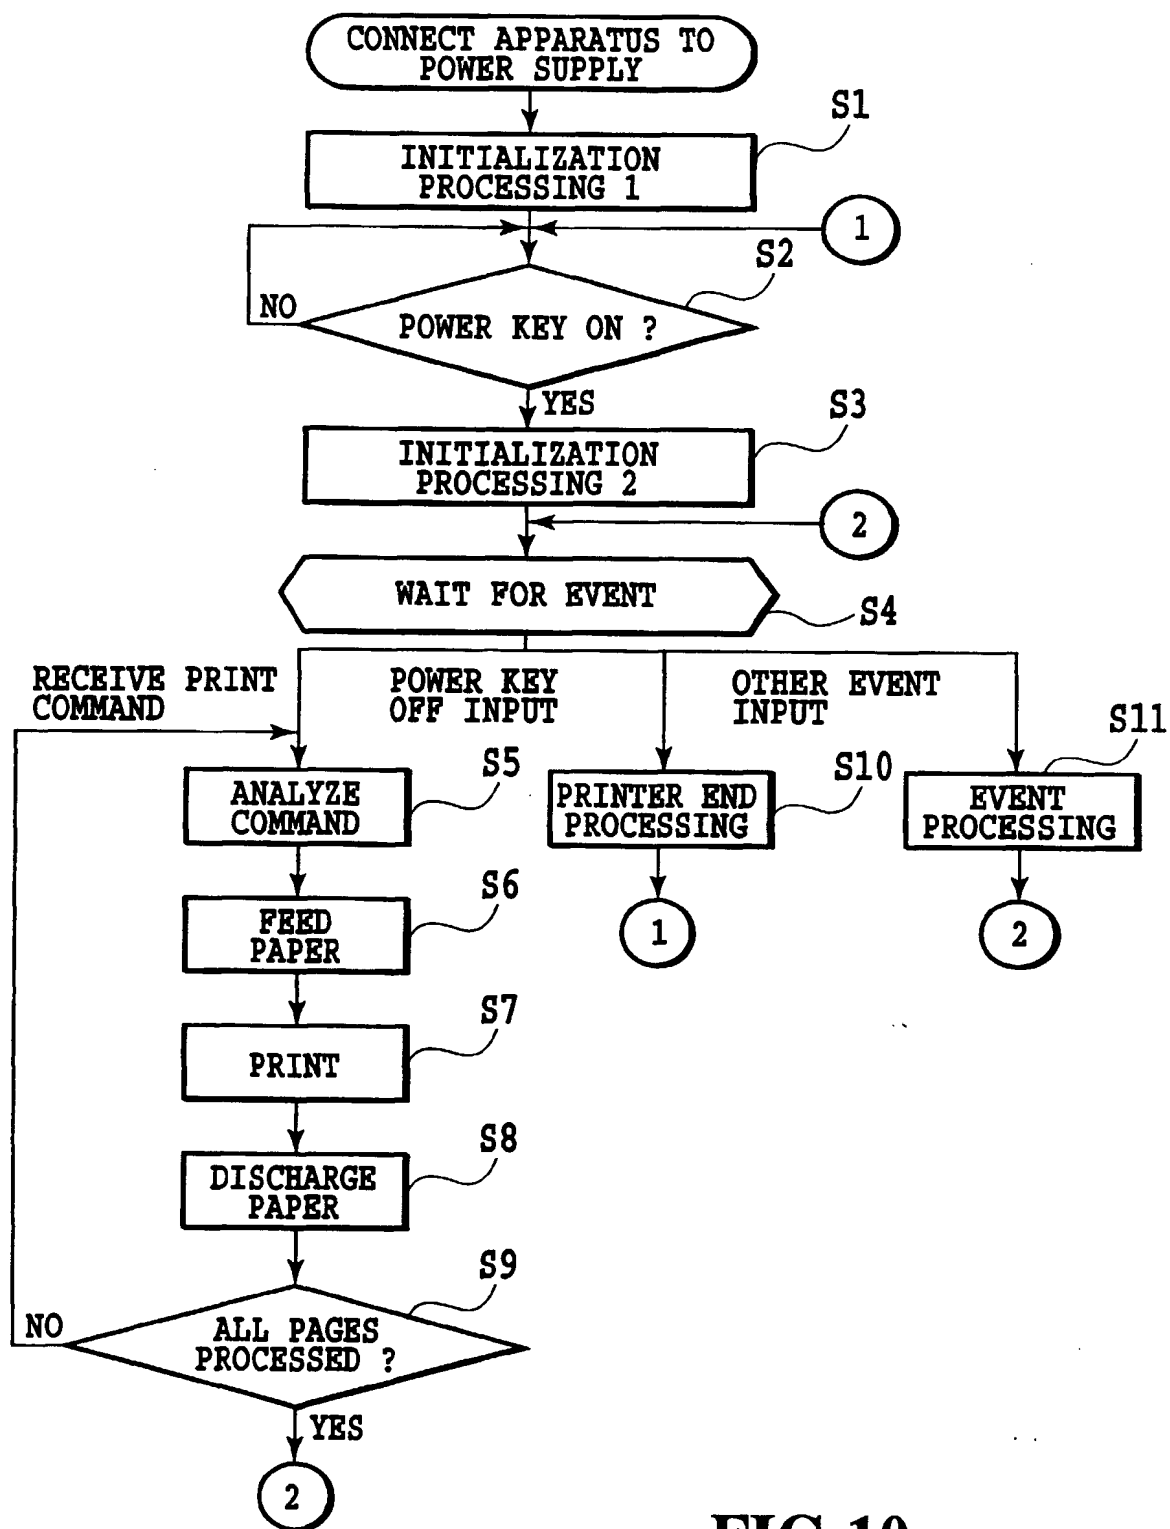 CONNECT APPARATUS TO
POWER SUPPLY
S1
INITIALIZATION
PROCESSING 1
1
S2
NO
POWER KEY ON ?
YES
S3
INITIALIZATION
PROCESSING 2
2
WAIT FOR EVENT
S4
RECEIVE PRINT
COMMAND
POWER KEY
OFF INPUT
OTHER EVENT
INPUT
S5
ANALYZE
COMMAND
S10
PRINTER END
PROCESSING
S11
EVENT
PROCESSING
S6
FEED
PAPER
1
2
S7
PRINT
S8
DISCHARGE
PAPER
S9
NO
ALL PAGES
PROCESSED ?
YES
2
FIG.10